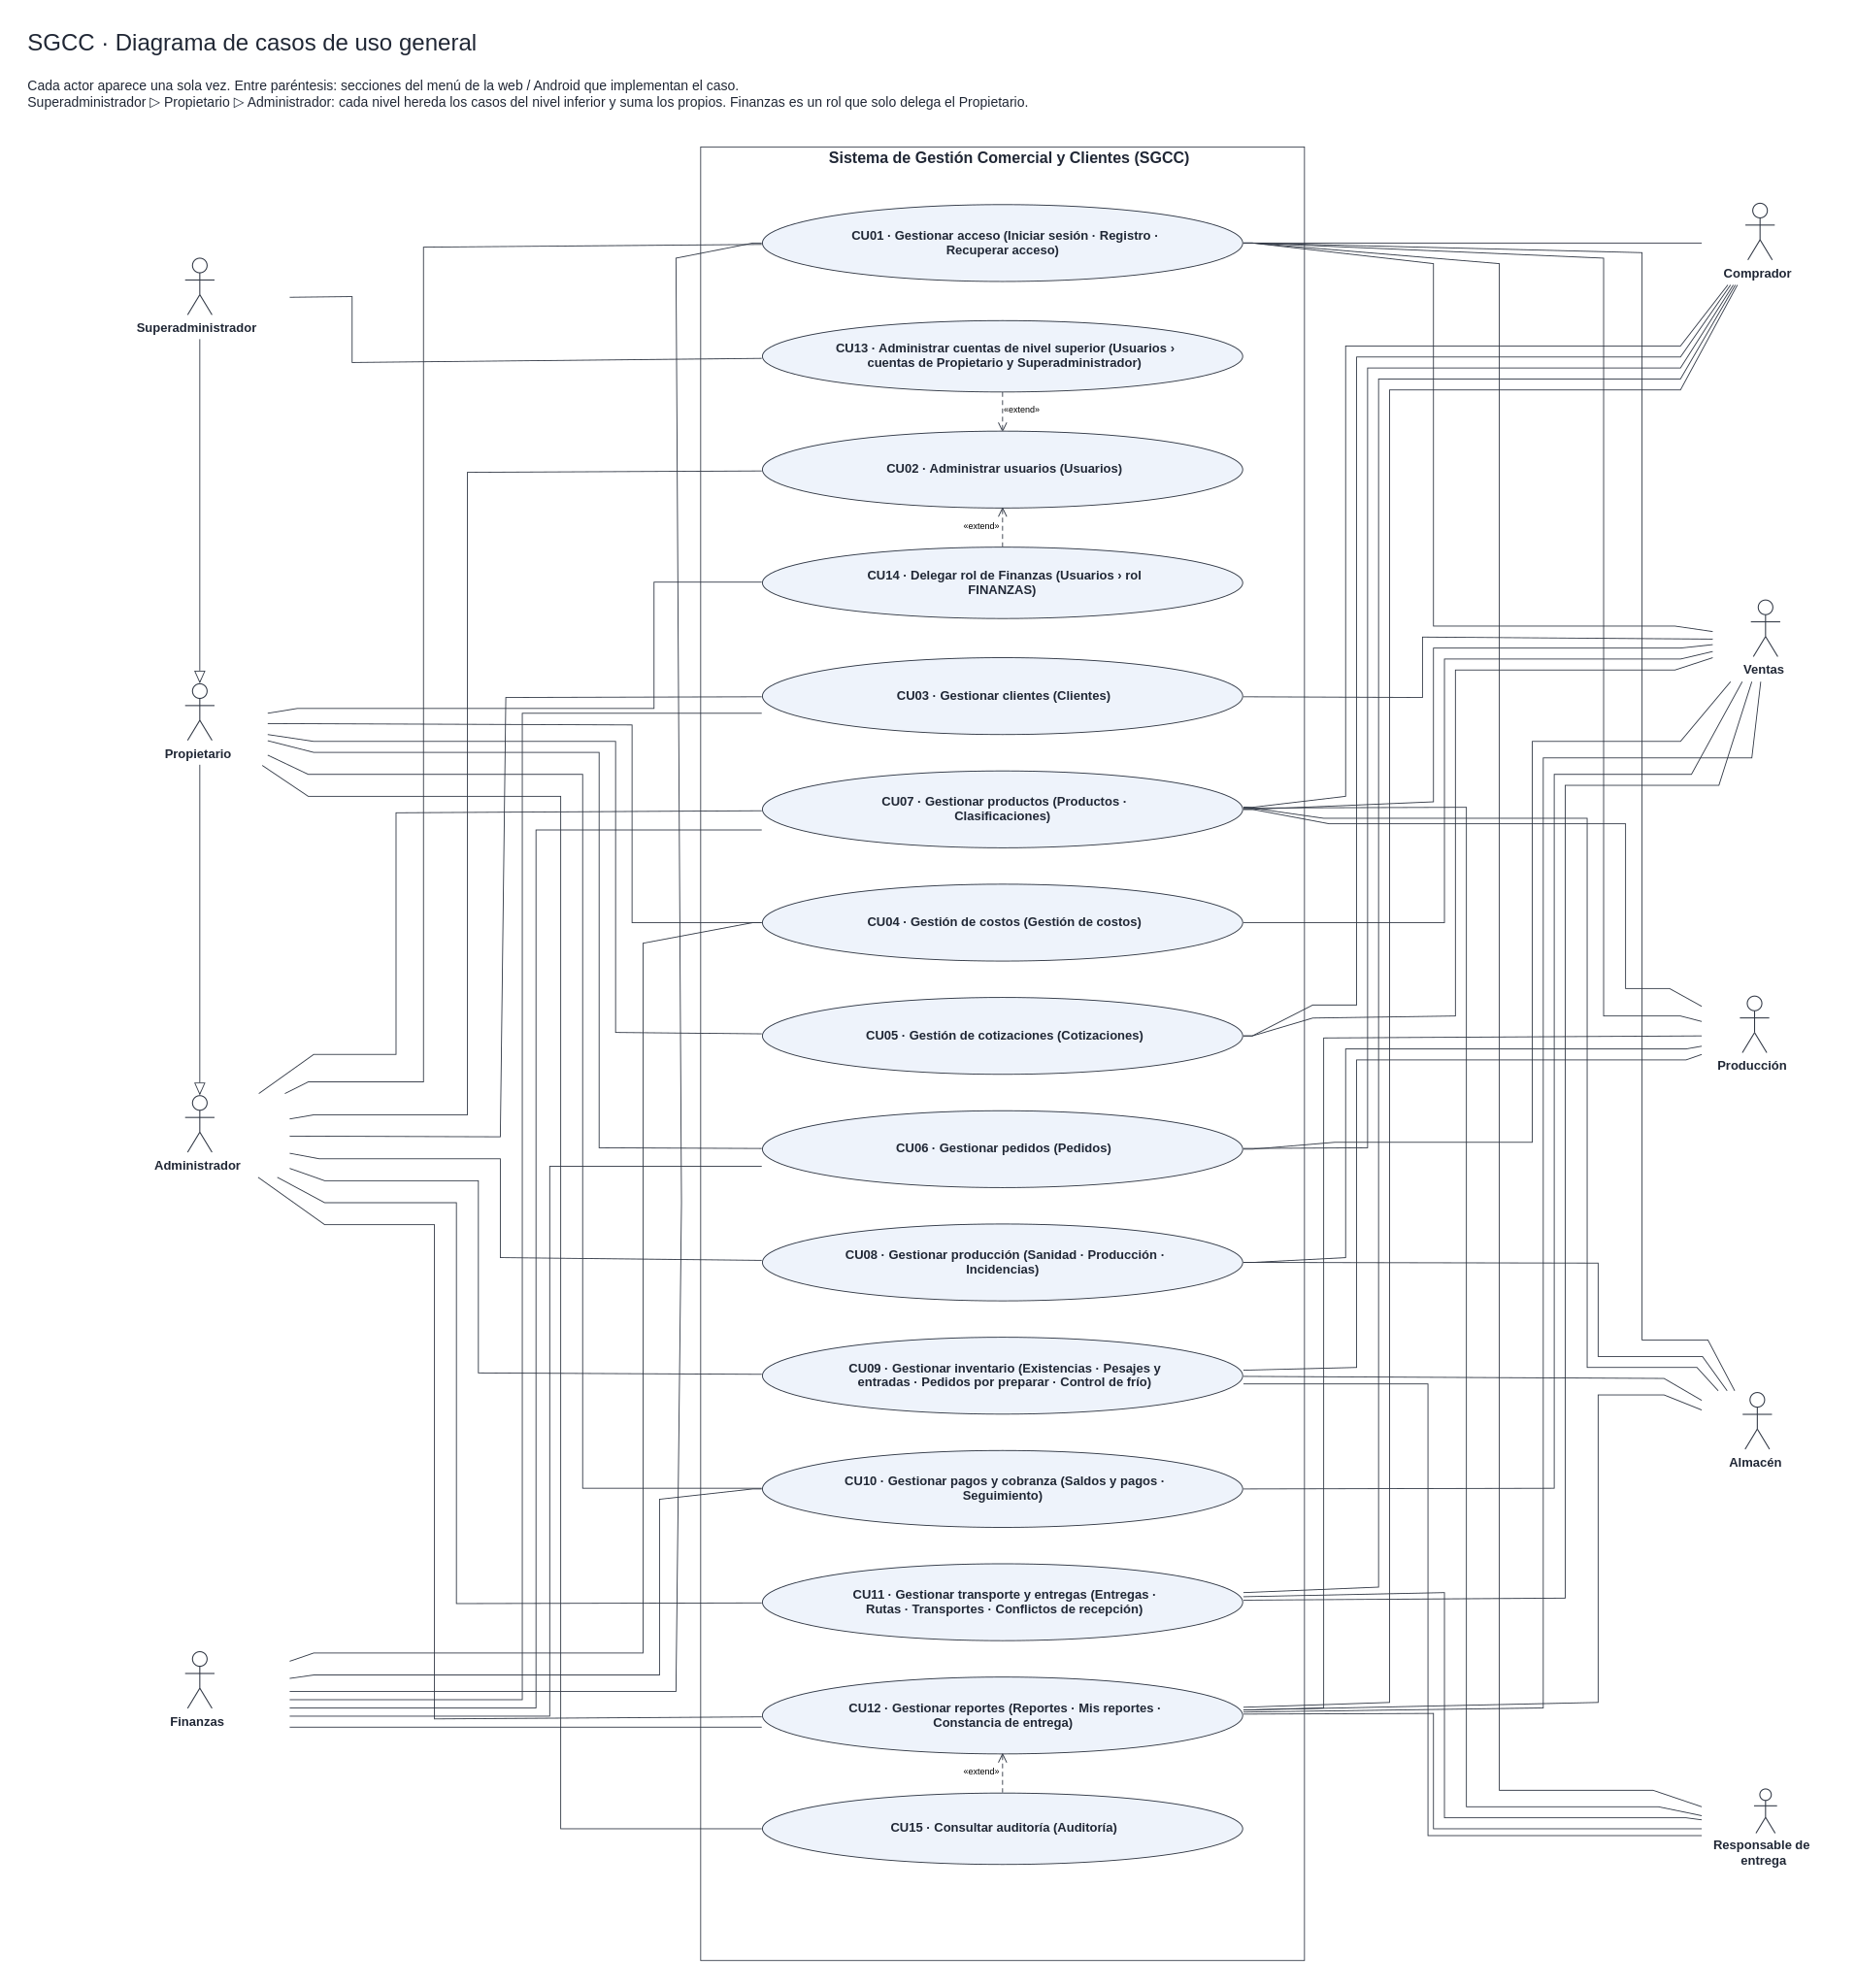 SGCC · Diagrama de casos de uso general
Cada actor aparece una sola vez. Entre paréntesis: secciones del menú de la web / Android que implementan el caso.
Superadministrador ▷ Propietario ▷ Administrador: cada nivel hereda los casos del nivel inferior y suma los propios. Finanzas es un rol que solo delega el Propietario.
Sistema de Gestión Comercial y Clientes (SGCC)
CU01 · Gestionar acceso (Iniciar sesión · Registro ·
Recuperar acceso)
Comprador
Superadministrador
CU13 · Administrar cuentas de nivel superior (Usuarios ›
cuentas de Propietario y Superadministrador)
«extend»
CU02 · Administrar usuarios (Usuarios)
«extend»
CU14 · Delegar rol de Finanzas (Usuarios › rol
FINANZAS)
Ventas
CU03 · Gestionar clientes (Clientes)
Propietario
CU07 · Gestionar productos (Productos ·
Clasificaciones)
CU04 · Gestión de costos (Gestión de costos)
CU05 · Gestión de cotizaciones (Cotizaciones)
Producción
CU06 · Gestionar pedidos (Pedidos)
Administrador
CU08 · Gestionar producción (Sanidad · Producción ·
Incidencias)
CU09 · Gestionar inventario (Existencias · Pesajes y
entradas · Pedidos por preparar · Control de frío)
Almacén
CU10 · Gestionar pagos y cobranza (Saldos y pagos ·
Seguimiento)
CU11 · Gestionar transporte y entregas (Entregas ·
Rutas · Transportes · Conflictos de recepción)
Finanzas
CU12 · Gestionar reportes (Reportes · Mis reportes ·
Constancia de entrega)
«extend»
CU15 · Consultar auditoría (Auditoría)
Responsable de
entrega